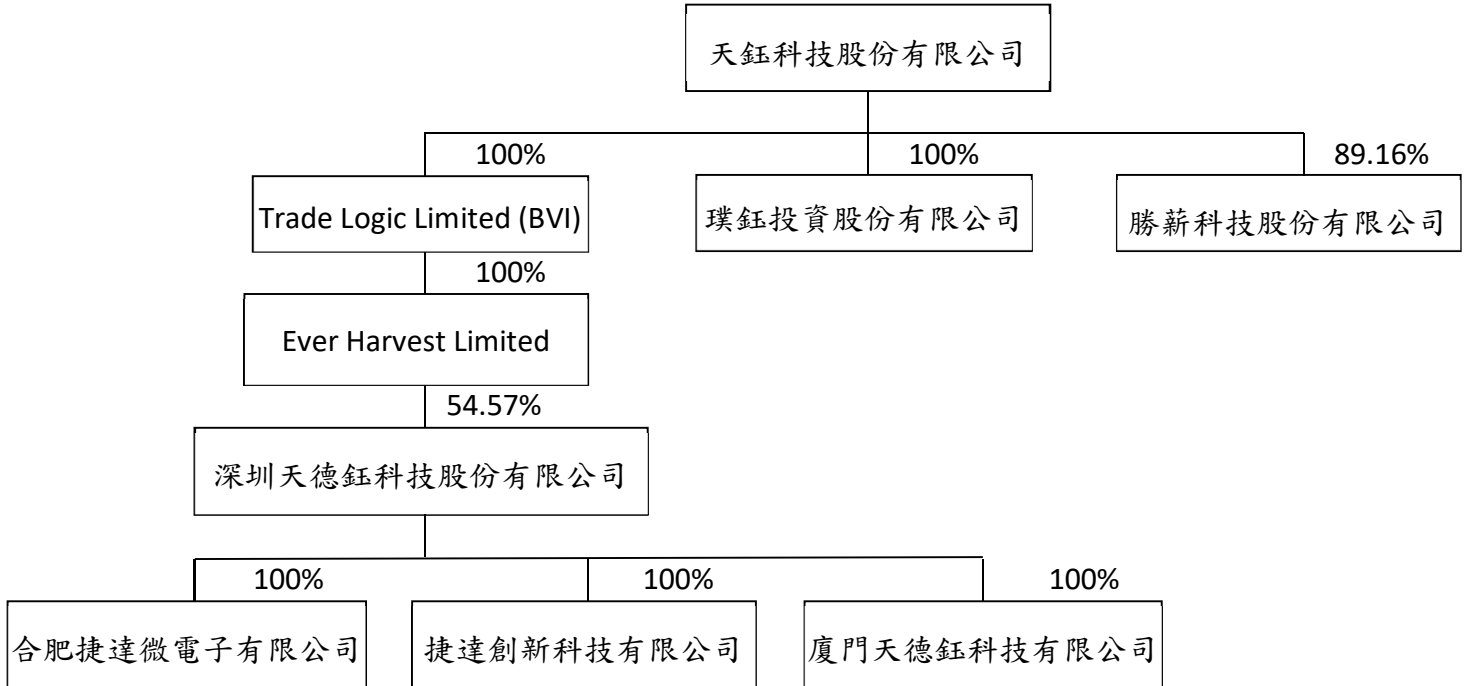 天鈺科技股份有限公司
100%
100%
89.16%
Trade Logic Limited (BVI)
璞鈺投資股份有限公司
勝薪科技股份有限公司
100%
Ever Harvest Limited
54.57%
深圳天德鈺科技股份有限公司
100%
100%
100%
合肥捷達微電子有限公司
捷達創新科技有限公司
廈門天德鈺科技有限公司